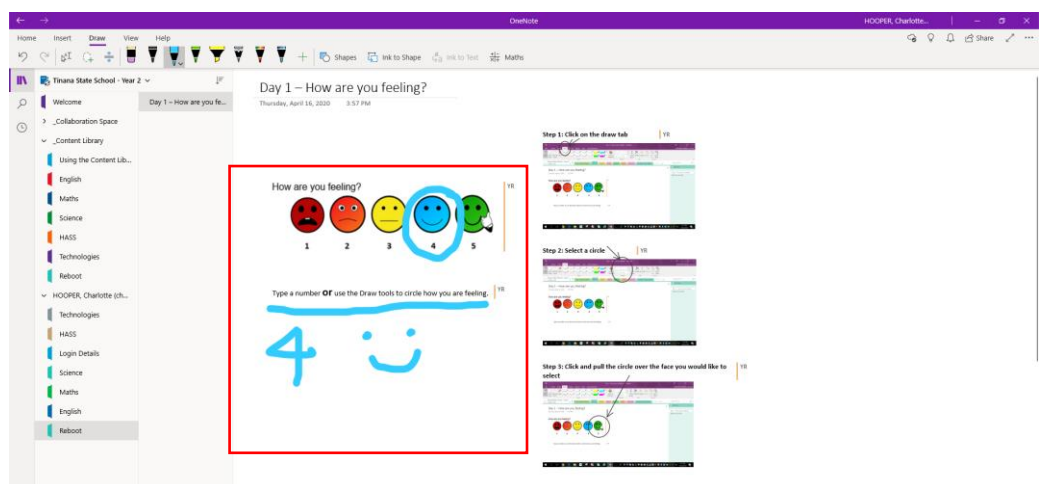 OneNote
HOOPER, Charlotte...
Home Insert Draw View Help
Share
Shapes Ink to Shape Ink to Text Maths
Tinana State School - Year 2
Welcome
_Collaboration Space
_Content Library
Using the Content Lib...
English
Maths
Science
HASS
Technologies
Reboot
HOOPER, Charlotte (ch...
Technologies
HASS
Login Details
Science
Maths
English
Reboot
Day 1 – How are you fe...
Day 1 – How are you feeling?
Thursday, April 16, 2020 3:57 PM
How are you feeling?
YR
1 2 3 4 5
Type a number or use the Draw tools to circle how you are feeling.
YR
4
Step 1: Click on the draw tab
YR
Step 2: Select a circle
YR
Step 3: Click and pull the circle over the face you would like to
select
YR